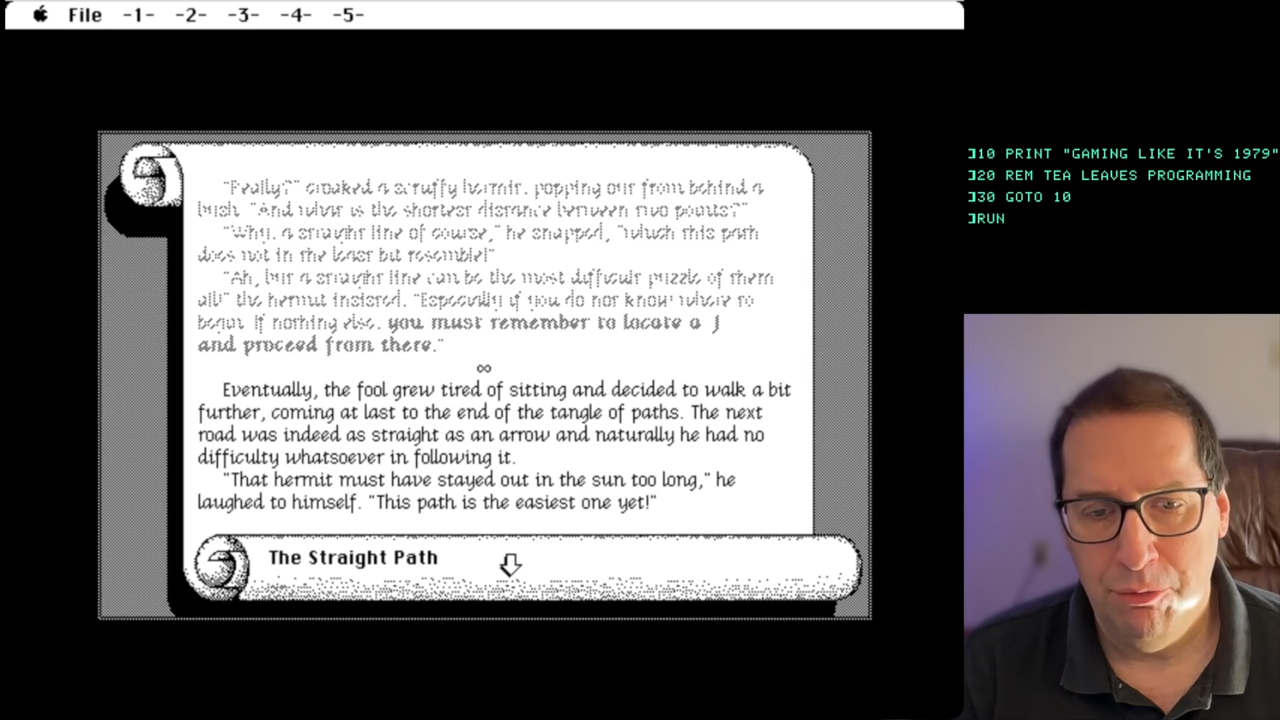 File -1- -2- -3- -4- -5-
"Really?" croaked a scruffy hermit, popping out from behind a
bush. "And what is the shortest distance between two points?"
"Why, a straight line of course," he snapped, "which this path
does not in the least bit resemble!"
"Ah, but a straight line can be the most difficult puzzle of them
all!" the hermit insisted. "Especially if you do not know where to
begin. If nothing else, you must remember to locate a J
and proceed from there."
∞
Eventually, the fool grew tired of sitting and decided to walk a bit
further, coming at last to the end of the tangle of paths. The next
road was indeed as straight as an arrow and naturally he had no
difficulty whatsoever in following it.
"That hermit must have stayed out in the sun too long," he
laughed to himself. "This path is the easiest one yet!"
The Straight Path
]10 PRINT "GAMING LIKE IT'S 1979"
]20 REM TEA LEAVES PROGRAMMING
]30 GOTO 10
]RUN